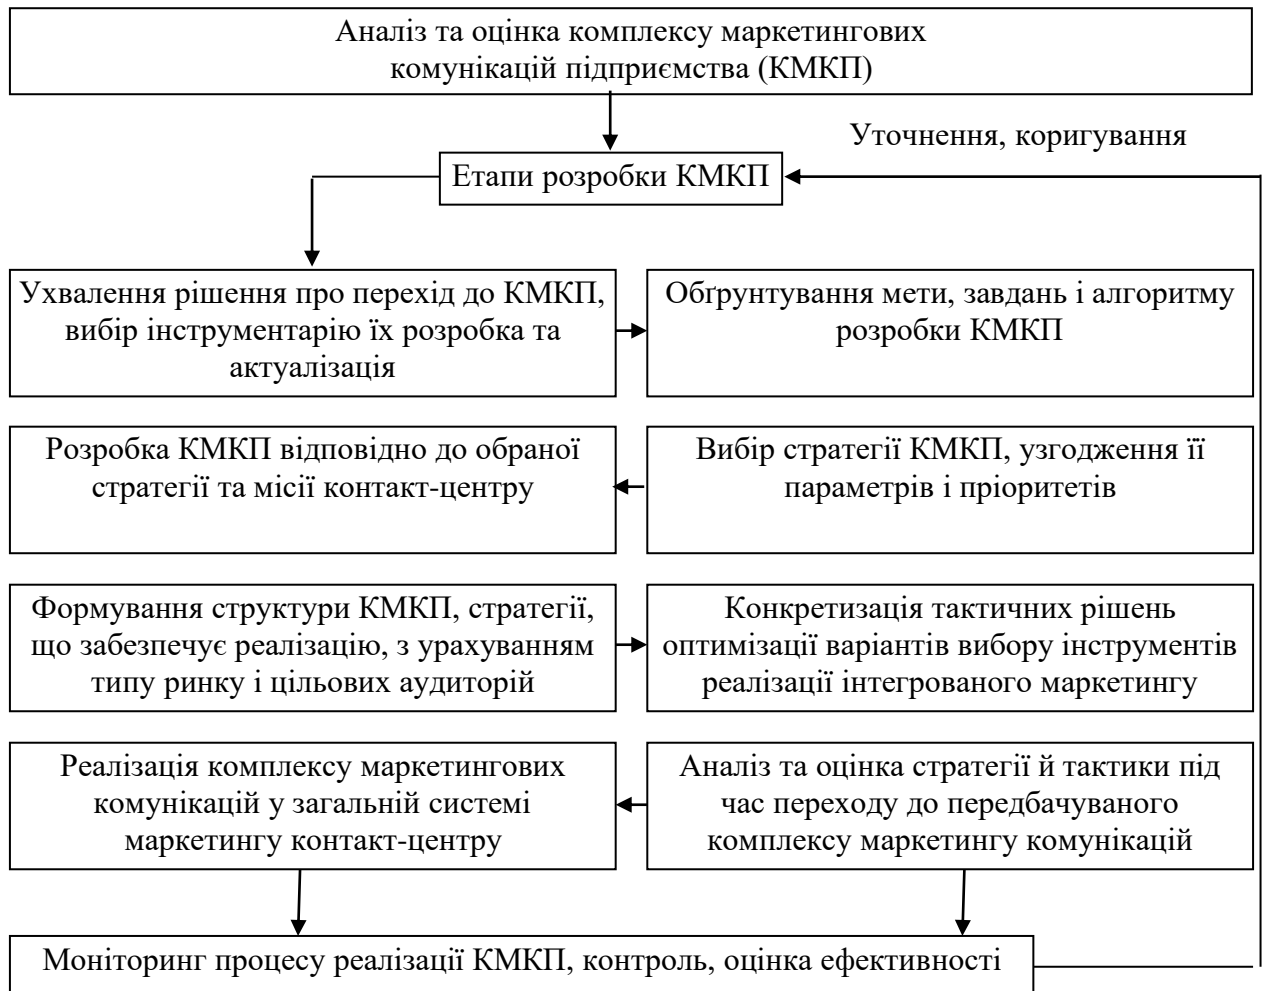 Аналіз та оцінка комплексу маркетингових
комунікацій підприємства (КМКП)
Уточнення, коригування
Етапи розробки КМКП
Ухвалення рішення про перехід до КМКП,
вибір інструментарію їх розробка та
актуалізація
Обґрунтування мети, завдань і алгоритму
розробки КМКП
Розробка КМКП відповідно до обраної
стратегії та місії контакт-центру
Вибір стратегії КМКП, узгодження її
параметрів і пріоритетів
Формування структури КМКП, стратегії,
що забезпечує реалізацію, з урахуванням
типу ринку і цільових аудиторій
Конкретизація тактичних рішень
оптимізації варіантів вибору інструментів
реалізації інтегрованого маркетингу
Реалізація комплексу маркетингових
комунікацій у загальній системі
маркетингу контакт-центру
Аналіз та оцінка стратегії й тактики під
час переходу до передбачуваного
комплексу маркетингу комунікацій
Моніторинг процесу реалізації КМКП, контроль, оцінка ефективності